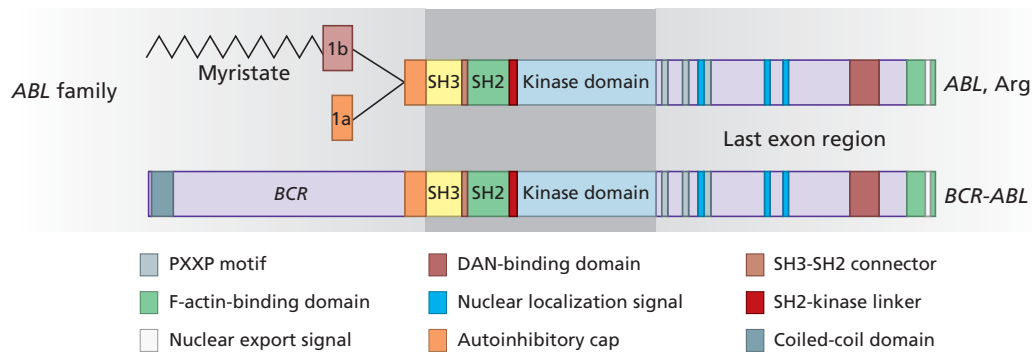 1b
Myristate
ABL family
SH3 SH2 Kinase domain
ABL, Arg
1a
Last exon region
BCR SH3 SH2 Kinase domain
BCR-ABL
PXXP motif
DAN-binding domain
SH3-SH2 connector
F-actin-binding domain
Nuclear localization signal
SH2-kinase linker
Nuclear export signal
Autoinhibitory cap
Coiled-coil domain